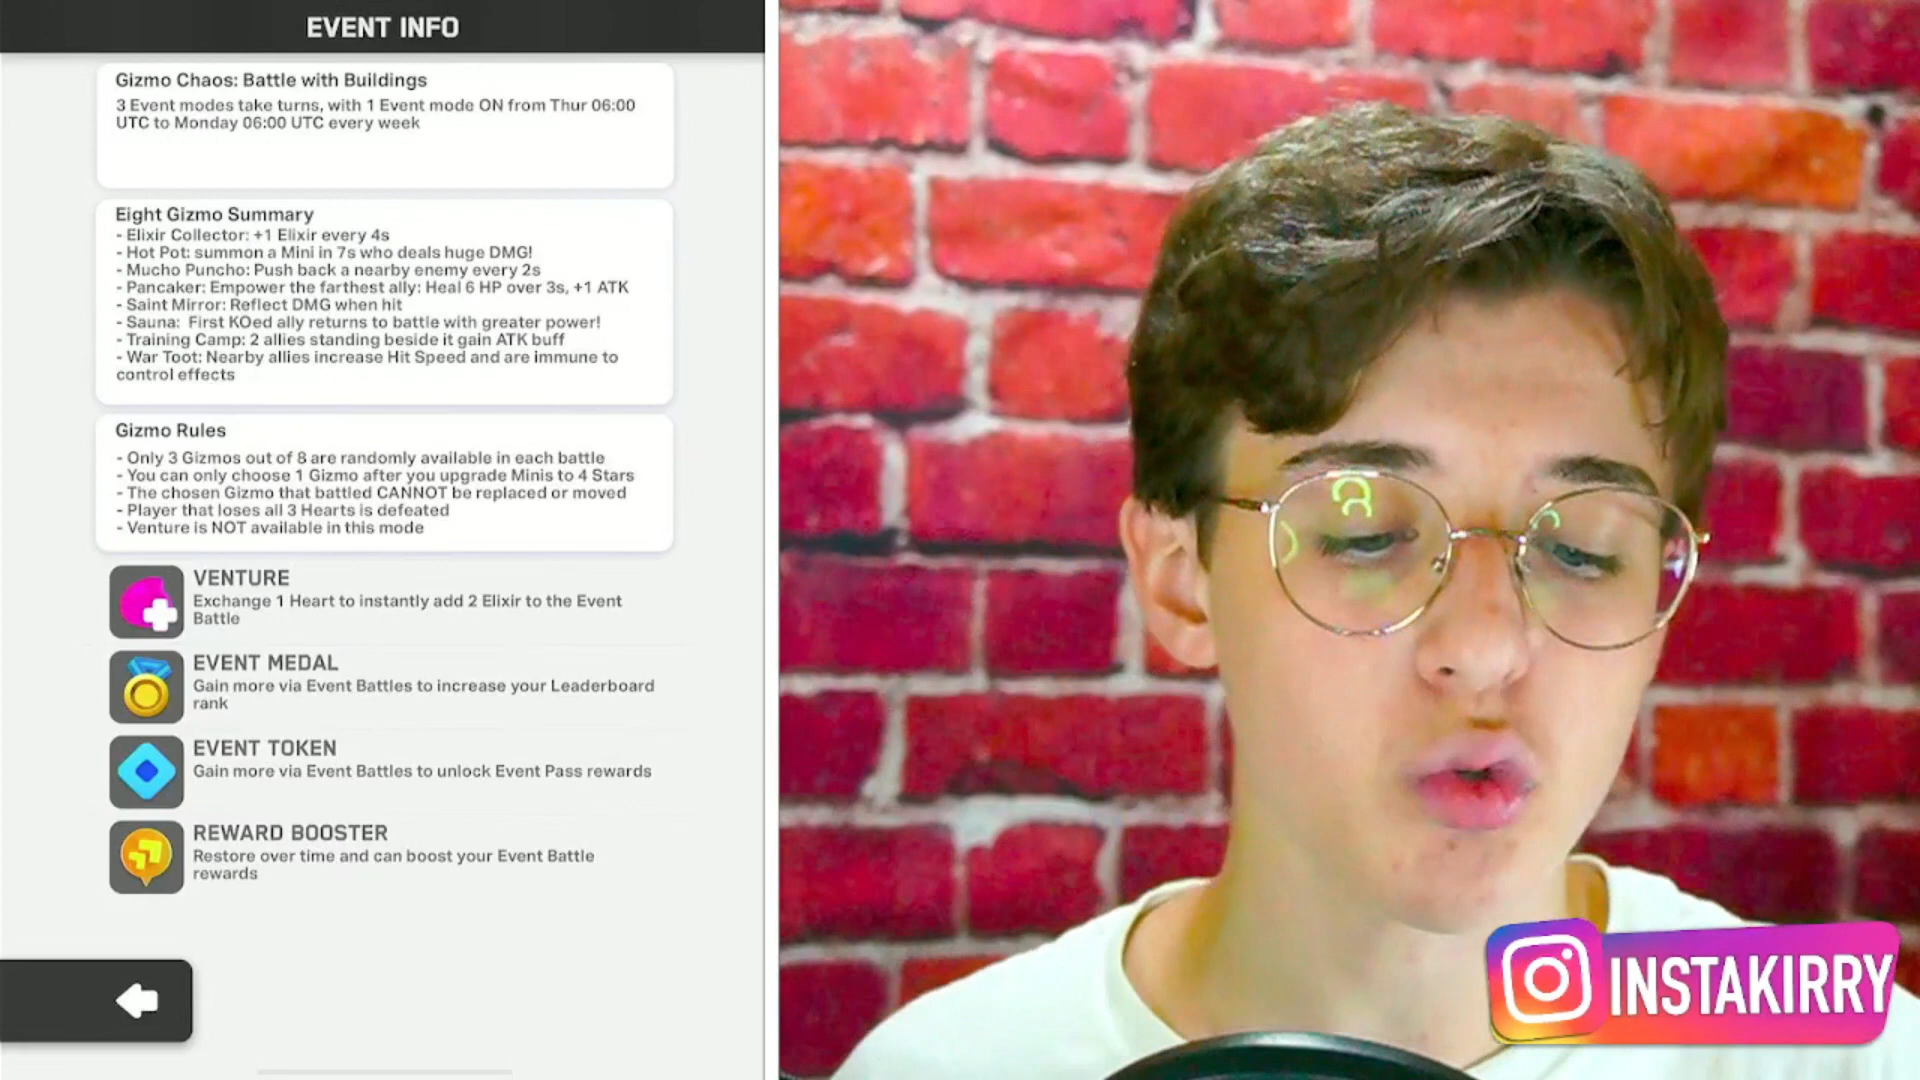 EVENT INFO
Gizmo Chaos: Battle with Buildings
3 Event modes take turns, with 1 Event mode ON from Thur 06:00
UTC to Monday 06:00 UTC every week
Eight Gizmo Summary
- Elixir Collector: +1 Elixir every 4s
- Hot Pot: summon a Mini in 7s who deals huge DMG!
- Mucho Puncho: Push back a nearby enemy every 2s
- Pancaker: Empower the farthest ally: Heal 6 HP over 3s, +1 ATK
- Saint Mirror: Reflect DMG when hit
- Sauna: First KOed ally returns to battle with greater power!
- Training Camp: 2 allies standing beside it gain ATK buff
- War Toot: Nearby allies increase Hit Speed and are immune to
control effects
Gizmo Rules
- Only 3 Gizmos out of 8 are randomly available in each battle
- You can only choose 1 Gizmo after you upgrade Minis to 4 Stars
- The chosen Gizmo that battled CANNOT be replaced or moved
- Player that loses all 3 Hearts is defeated
- Venture is NOT available in this mode
VENTURE
Exchange 1 Heart to instantly add 2 Elixir to the Event
Battle
EVENT MEDAL
Gain more via Event Battles to increase your Leaderboard
rank
EVENT TOKEN
Gain more via Event Battles to unlock Event Pass rewards
REWARD BOOSTER
Restore over time and can boost your Event Battle
rewards
INSTAKIRRY